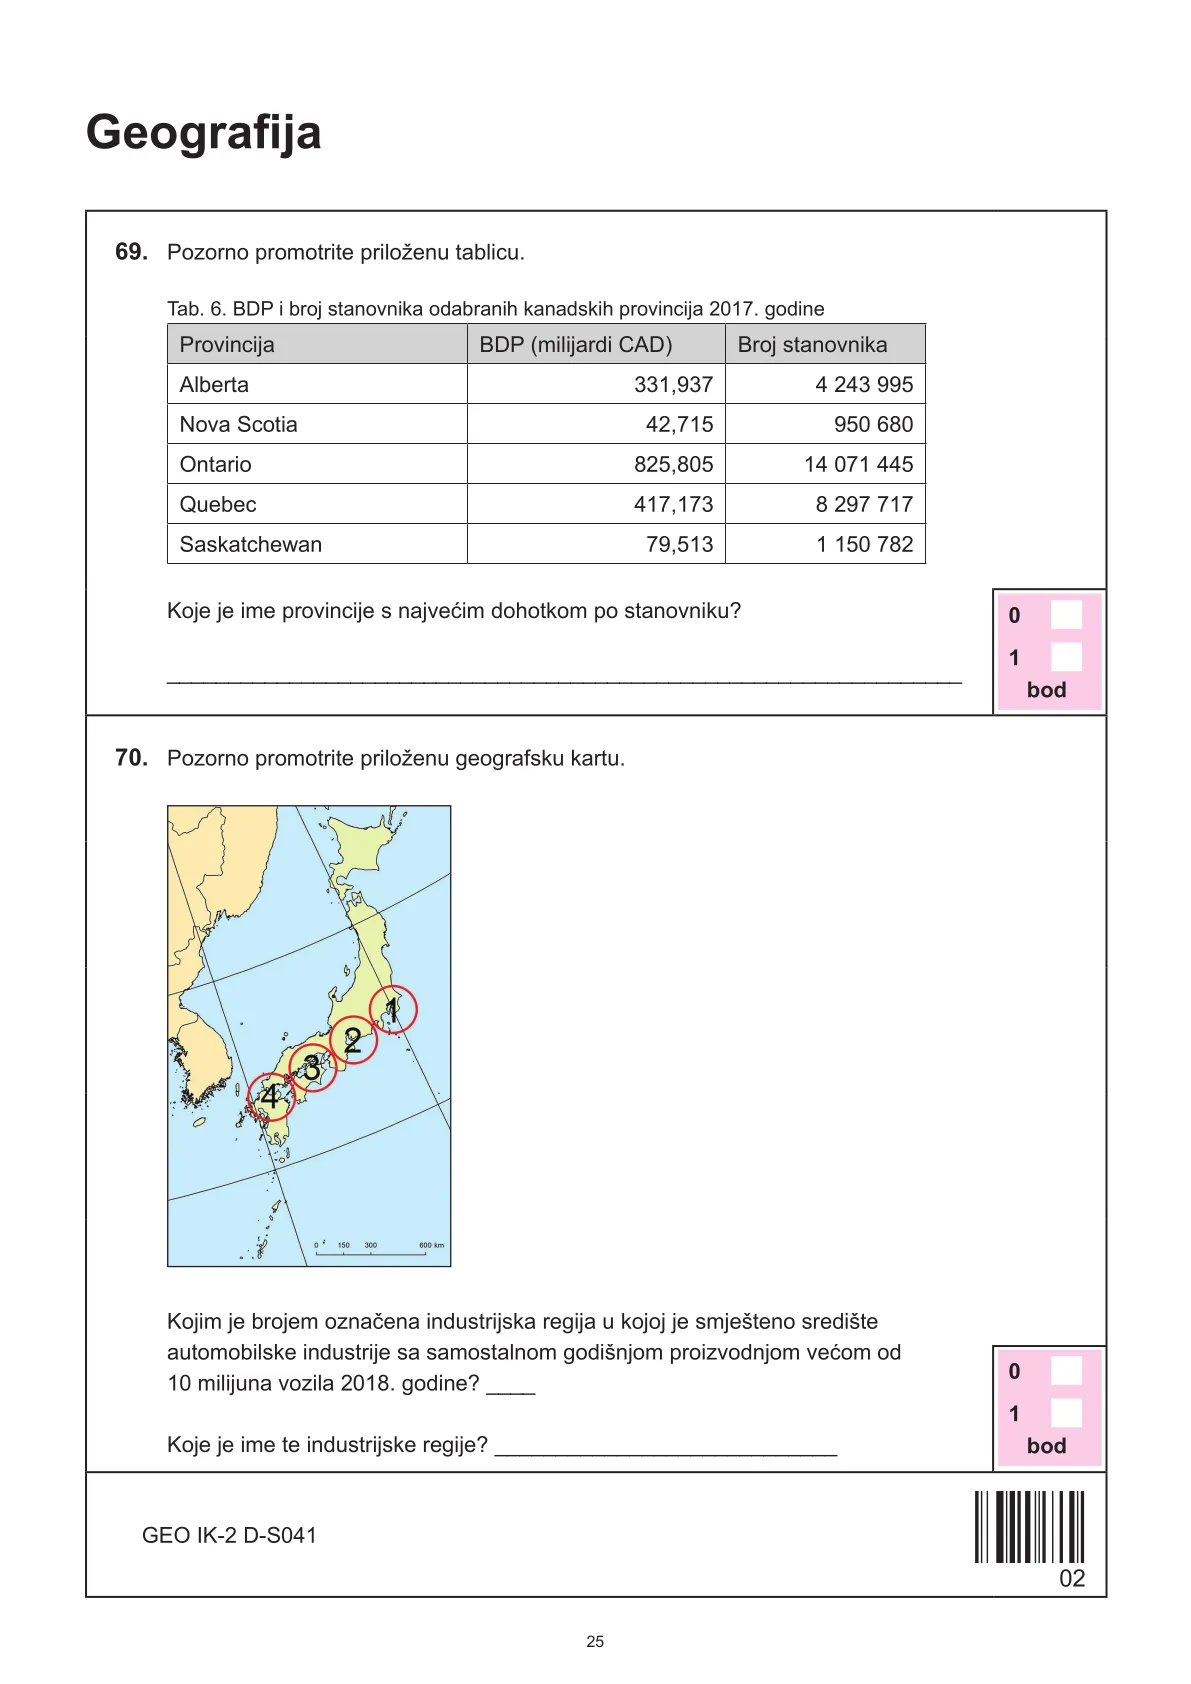 Geografija
69. Pozorno promotrite priloženu tablicu.
Tab. 6. BDP i broj stanovnika odabranih kanadskih provincija 2017. godine
Provincija BDP (milijardi CAD) Broj stanovnika
Alberta 331,937 4 243 995
Nova Scotia 42,715 950 680
Ontario 825,805 14 071 445
Quebec 417,173 8 297 717
Saskatchewan 79,513 1 150 782
Koje je ime provincije s najvećim dohotkom po stanovniku?
0
1
bod
70. Pozorno promotrite priloženu geografsku kartu.
1
2
3
4
0 150 300 600 km
Kojim je brojem označena industrijska regija u kojoj je smješteno središte
automobilske industrije sa samostalnom godišnjom proizvodnjom većom od
10 milijuna vozila 2018. godine? ____
Koje je ime te industrijske regije? ____________________________
0
1
bod
GEO IK-2 D-S041
02
25